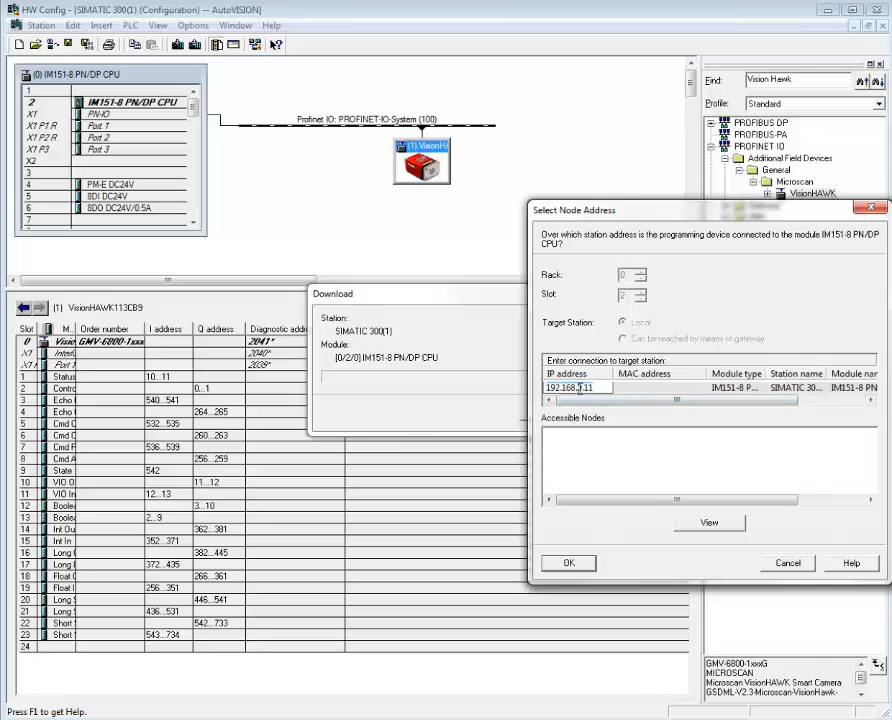 HW Config - [SIMATIC 300(1) (Configuration) -- AutoVISION]
Station Edit Insert PLC View Options Window Help
(0) IM151-8 PN/DP CPU
1
2 IM151-8 PN/DP CPU
X1 PN-IO
X1 P1 R Port 1
X1 P2 R Port 2
X1 P3 Port 3
X2
3
4 PM-E DC24V
5 8DI DC24V
6 8DO DC24V/0.5A
7
Profinet IO: PROFINET-IO-System (100)
(1) VisionH
Find: Vision Hawk
Profile: Standard
PROFIBUS DP
PROFIBUS-PA
PROFINET IO
Additional Field Devices
General
Microscan
VisionHAWK
(1) VisionHAWK113CB9
Slot M... Order number I address Q address Diagnostic addr
0 Visio GMV-6800-1xxx 2041*
X1 Interf 2040*
X1 Port 1 2039*
1 Status 10...11
2 Contro 0...1
3 Echo 540...541
4 Echo 264...265
5 Cmd C 532...535
6 Cmd C 260...263
7 Cmd F 536...539
8 Cmd A 256...259
9 State 542
10 VIO O 11...12
11 VIO In 12...13
12 Boolea 3...10
13 Boolea 2...9
14 Int Ou 362...381
15 Int In 352...371
16 Long 382...445
17 Long 372...435
18 Float 266...361
19 Float I 256...351
20 Long 446...541
21 Long 436...531
22 Short 542...733
23 Short 543...734
24
Download
Station:
SIMATIC 300(1)
Module:
[0/2/0] IM151-8 PN/DP CPU
Select Node Address
Over which station address is the programming device connected to the module IM151-8 PN/DP
CPU?
Rack: 0
Slot: 2
Target Station: Local
Can be reached by means of gateway
Enter connection to target station:
IP address MAC address Module type Station name Module nam
IM151-8 P... SIMATIC 30... IM151-8 PN
Accessible Nodes
View
OK Cancel Help
GMV-6800-1xxxG
MICROSCAN
Microscan VisionHAWK Smart Camera
GSDML-V2.3-Microscan-VisionHawk-
Press F1 to get Help.